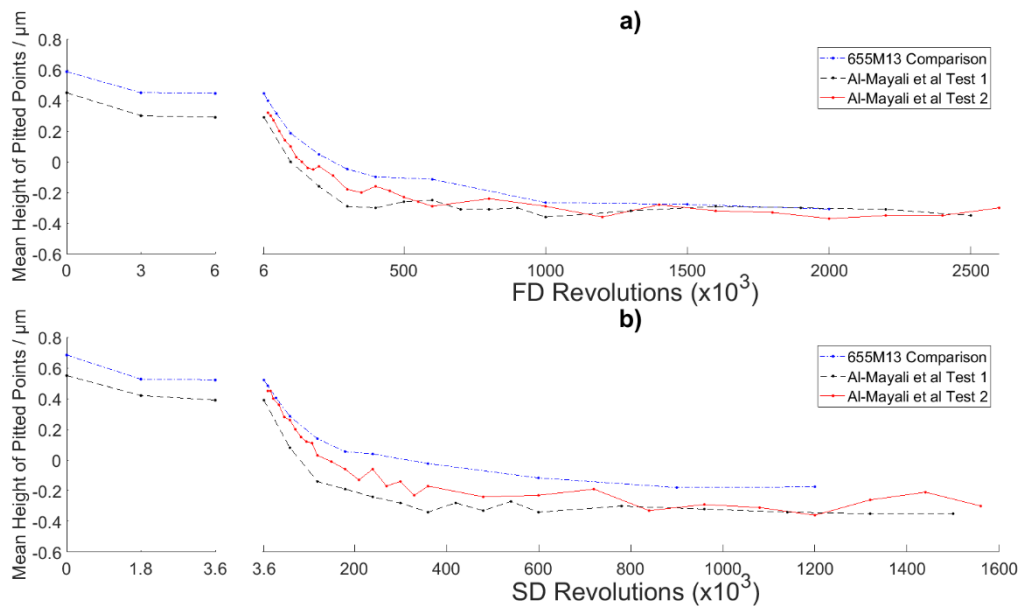 a)
Mean Height of Pitted Points / µm
0.8
0.6
0.4
0.2
0
-0.2
-0.4
-0.6
655M13 Comparison
Al-Mayali et al Test 1
Al-Mayali et al Test 2
0 3 6 6 500 1000 1500 2000 2500
FD Revolutions (x10³)
b)
Mean Height of Pitted Points / µm
0.8
0.6
0.4
0.2
0
-0.2
-0.4
-0.6
655M13 Comparison
Al-Mayali et al Test 1
Al-Mayali et al Test 2
0 1.8 3.6 3.6 200 400 600 800 1000 1200 1400 1600
SD Revolutions (x10³)